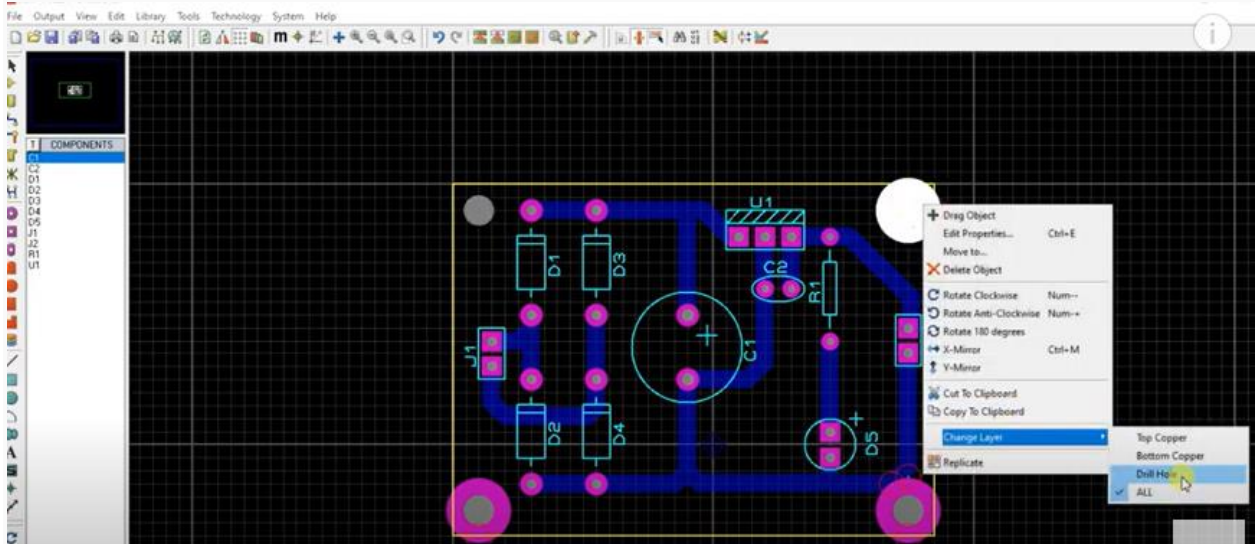 File Output View Edit Library Tools Technology System Help
T COMPONENTS
C1
C2
D1
D2
D3
D4
D5
J1
J2
R1
U1
U1
D1
D3
C2
R1
J1
C1
D2
D4
D5
Drag Object
Edit Properties... Ctrl+E
Move to...
Delete Object
Rotate Clockwise Num--
Rotate Anti-Clockwise Num-+
Rotate 180 degrees
X-Mirror Ctrl+M
Y-Mirror
Cut To Clipboard
Copy To Clipboard
Change Layer
Replicate
Top Copper
Bottom Copper
Drill
ALL